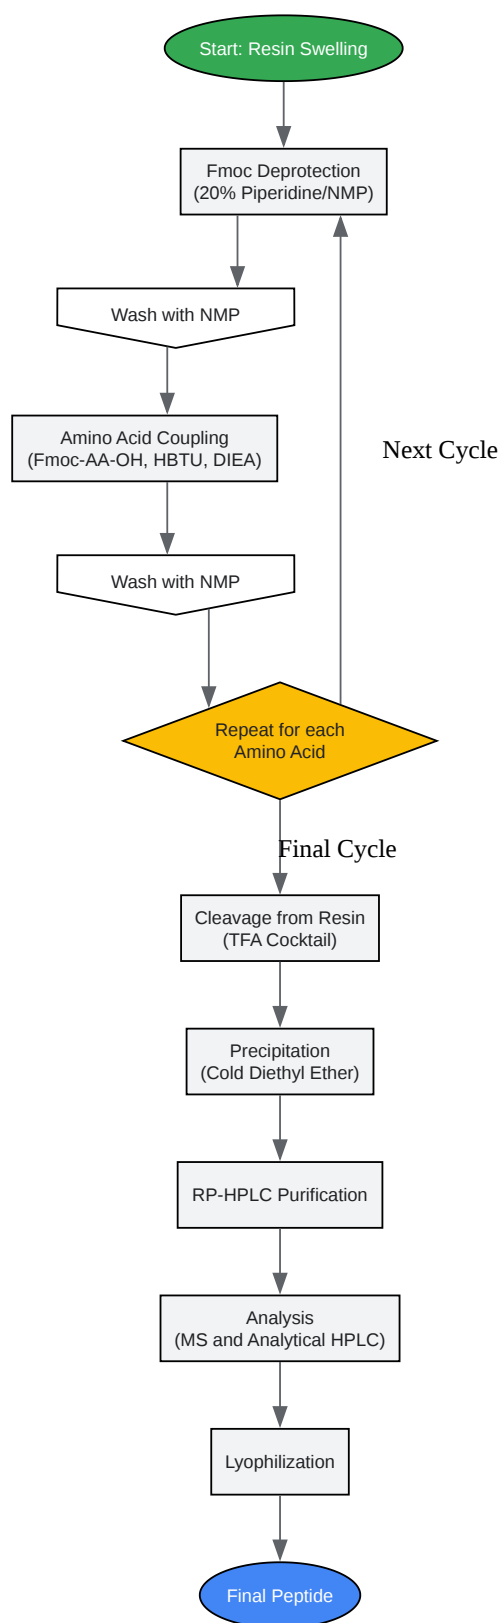 Start: Resin Swelling
Fmoc Deprotection
(20% Piperidine/NMP)
Wash with NMP
Amino Acid Coupling
(Fmoc-AA-OH, HBTU, DIEA)
Next Cycle
Wash with NMP
Repeat for each
Amino Acid
Final Cycle
Cleavage from Resin
(TFA Cocktail)
Precipitation
(Cold Diethyl Ether)
RP-HPLC Purification
Analysis
(MS and Analytical HPLC)
Lyophilization
Final Peptide